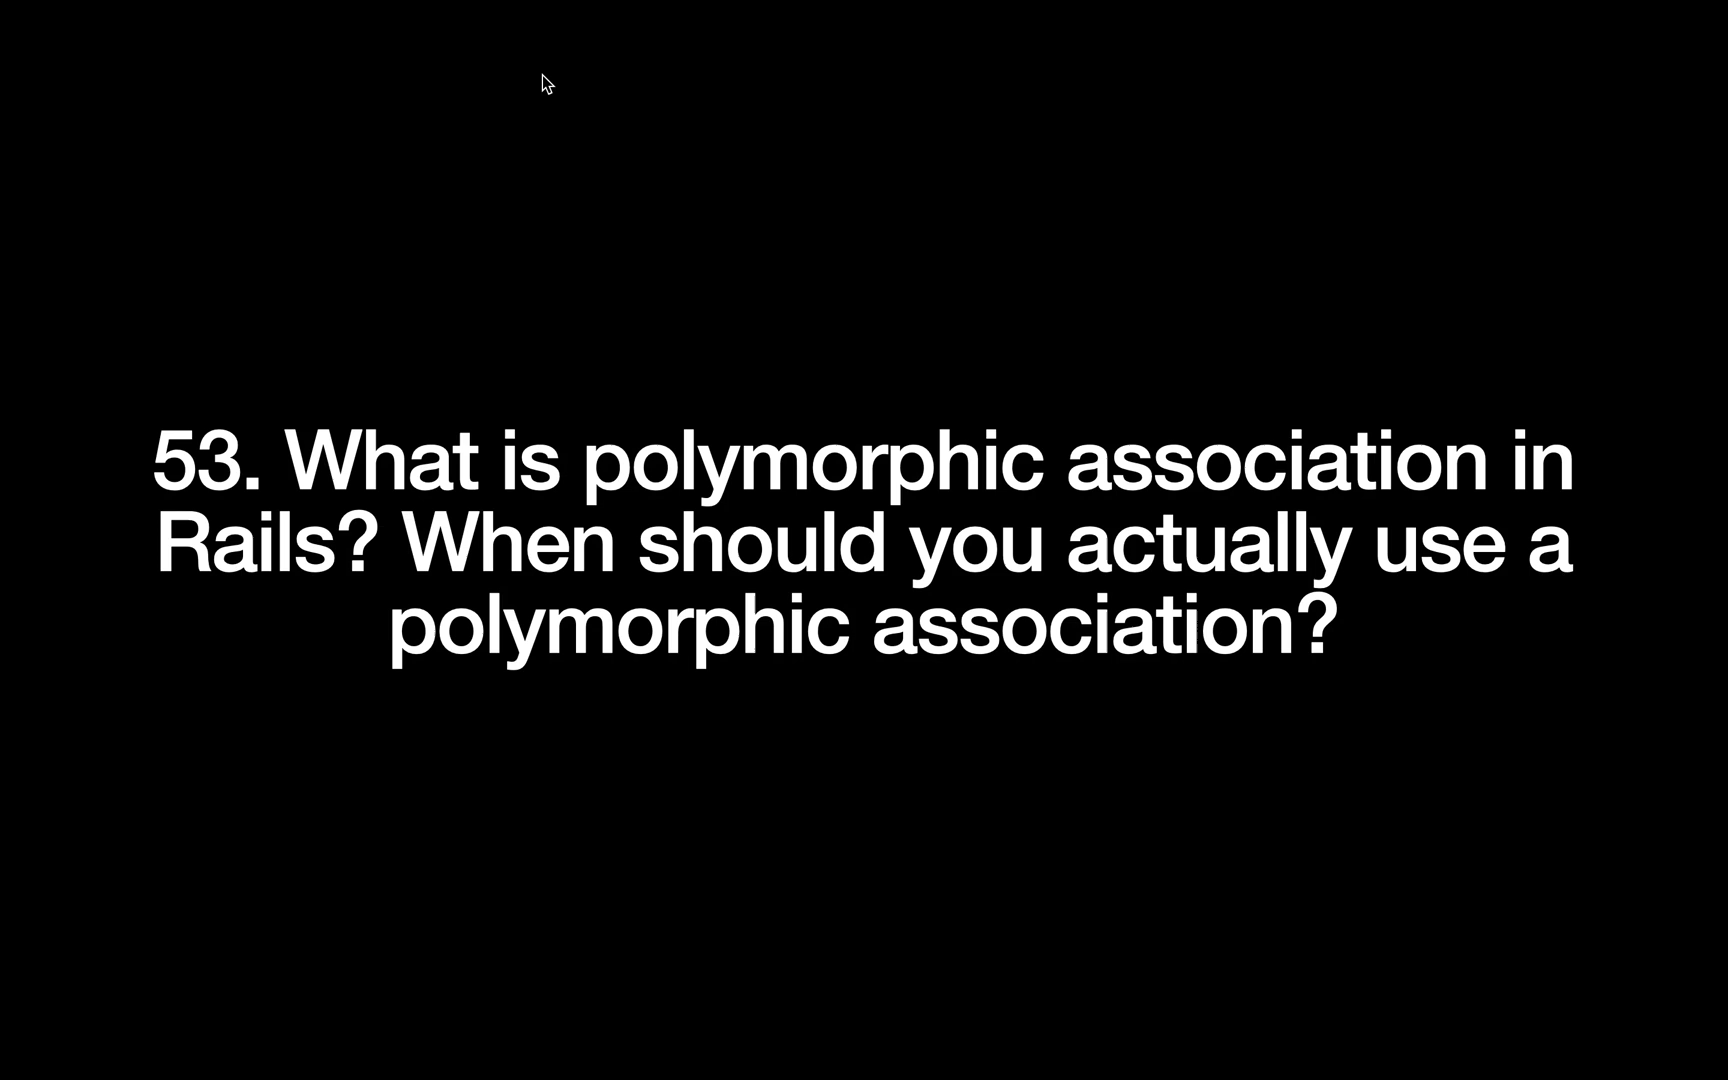 53. What is polymorphic association in
Rails? When should you actually use a
polymorphic association?